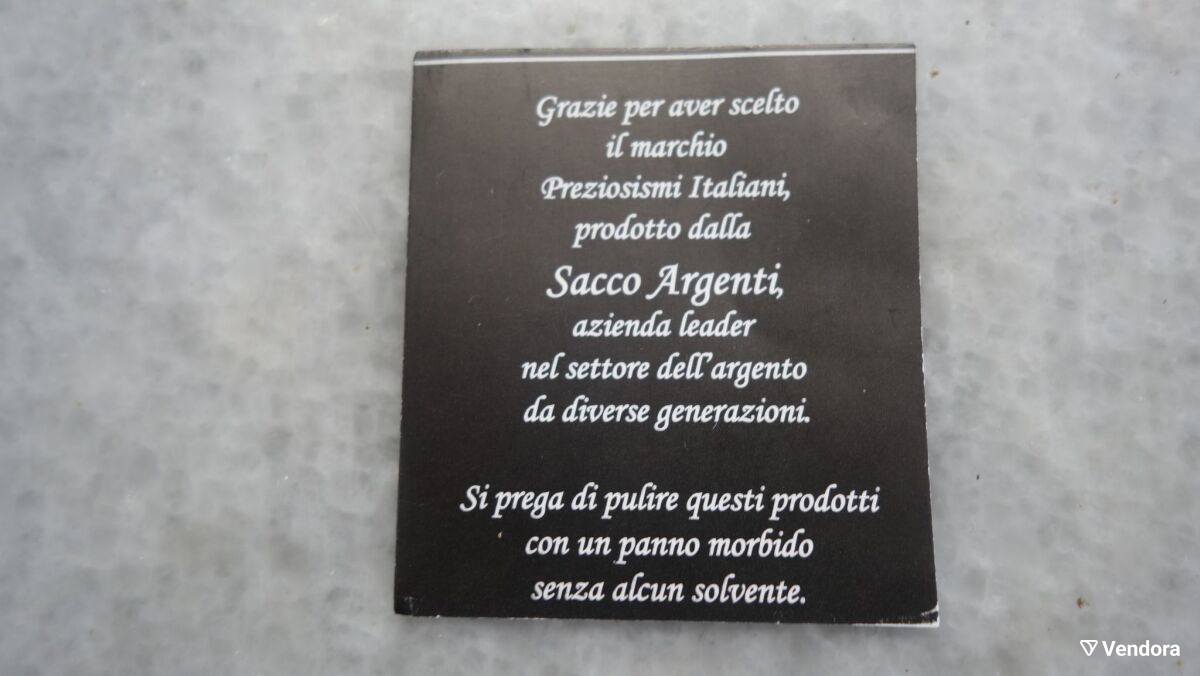 Grazie per aver scelto
il marchio
Preziosismi Italiani,
prodotto dalla
Sacco Argenti,
azienda leader
nel settore dell'argento
da diverse generazioni.
Si prega di pulire questi prodotti
con un panno morbido
senza alcun solvente.
Vendora